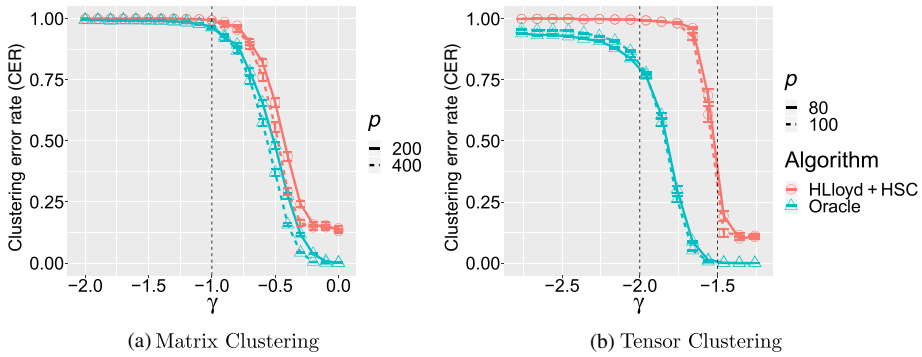 Clustering error rate (CER)
1.00
0.75
0.50
0.25
0.00
−2.0 −1.5 −1.0 −0.5 0.0
γ
p
200
400
(a) Matrix Clustering
Clustering error rate (CER)
1.00
0.75
0.50
0.25
0.00
−2.5 −2.0 −1.5
γ
p
80
100
Algorithm
HLloyd + HSC
Oracle
(b) Tensor Clustering